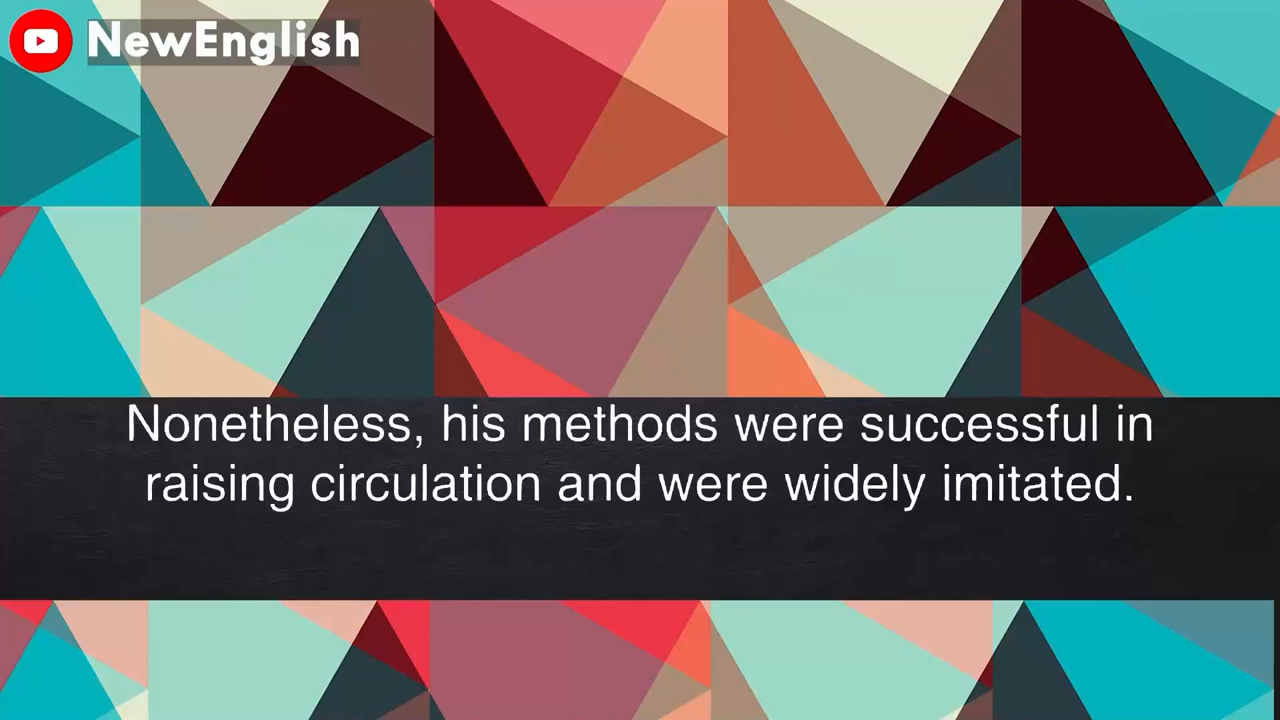 NewEnglish
Nonetheless, his methods were successful in
raising circulation and were widely imitated.